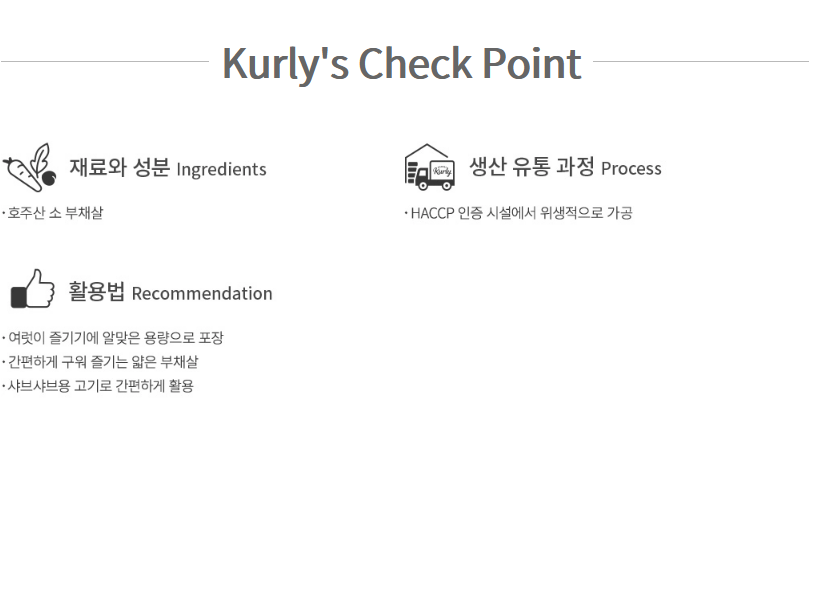 Kurly's Check Point
재료와 성분 Ingredients
· 호주산 소 부채살
Kurly
생산 유통 과정 Process
· HACCP 인증 시설에서 위생적으로 가공
활용법 Recommendation
· 여럿이 즐기기에 알맞은 용량으로 포장
· 간편하게 구워 즐기는 얇은 부채살
· 샤브샤브용 고기로 간편하게 활용